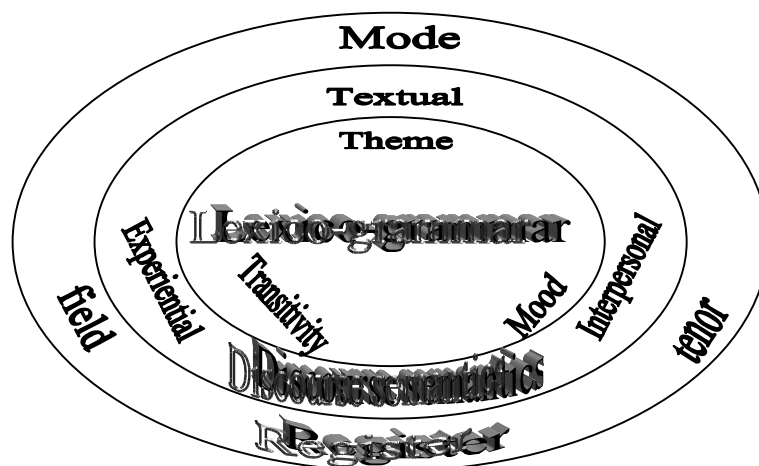 Mode
Textual
Theme
Lexico-grammar
Experiential
Interpersonal
Transitivity
Mood
field
tenor
Discourse semantics
Register